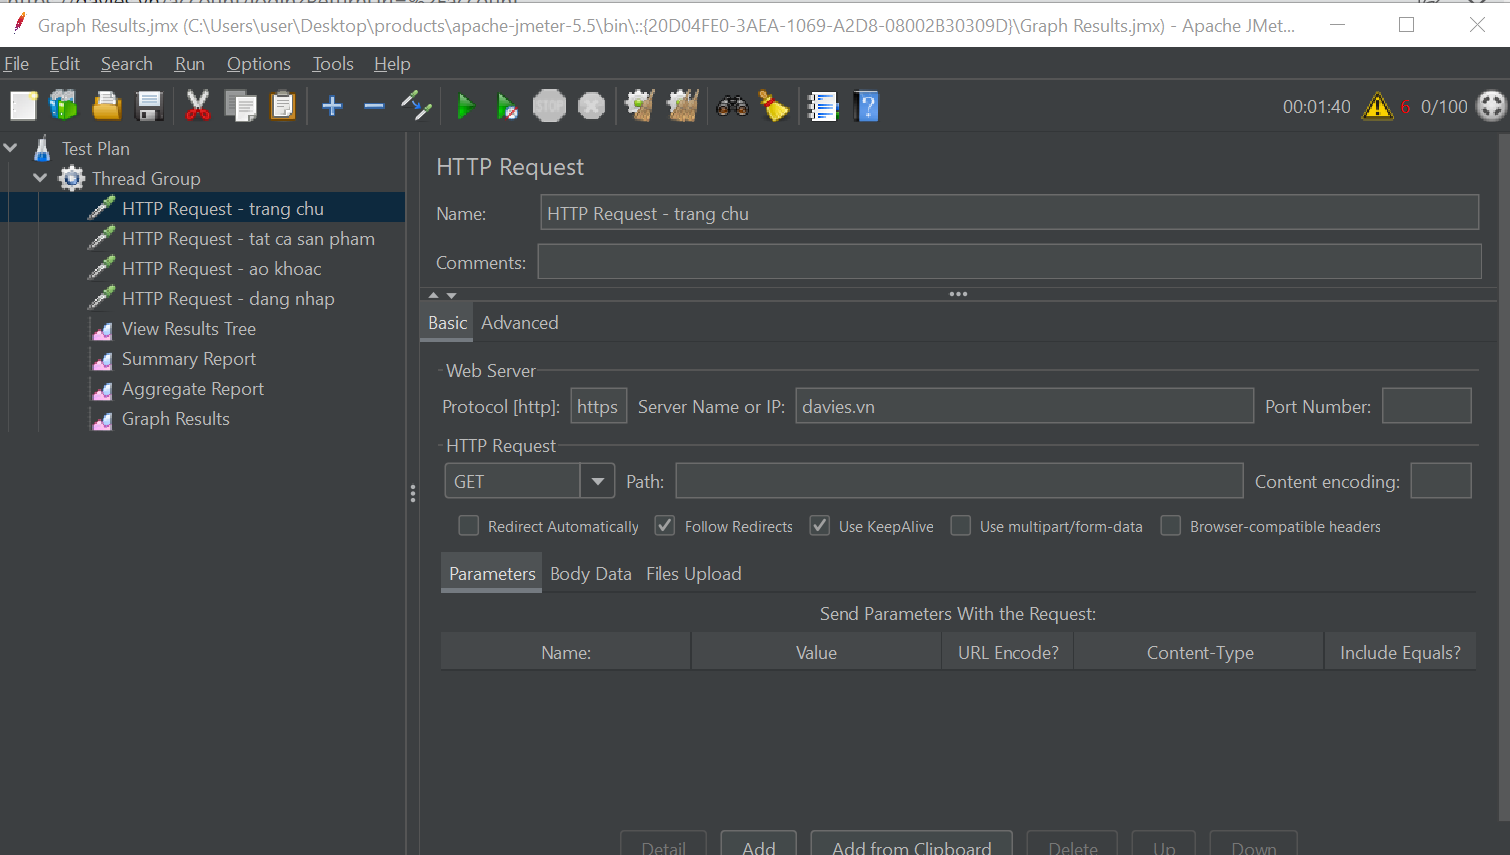 Graph Results.jmx (C:\Users\user\Desktop\products\apache-jmeter-5.5\bin\::{20D04FE0-3AEA-1069-A2D8-08002B30309D}\Graph Results.jmx) - Apache JMet...
File Edit Search Run Options Tools Help
STOP 00:01:40 6 0/100
Test Plan
Thread Group
HTTP Request - trang chu
HTTP Request - tat ca san pham
HTTP Request - ao khoac
HTTP Request - dang nhap
View Results Tree
Summary Report
Aggregate Report
Graph Results
HTTP Request
Name: HTTP Request - trang chu
Comments:
Basic Advanced
Web Server
Protocol [http]: https Server Name or IP: davies.vn Port Number:
HTTP Request
GET Path: Content encoding:
Redirect Automatically Follow Redirects Use KeepAlive Use multipart/form-data Browser-compatible headers
Parameters Body Data Files Upload
Send Parameters With the Request:
Name: Value URL Encode? Content-Type Include Equals?
Detail Add Add from Clipboard Delete Up Down